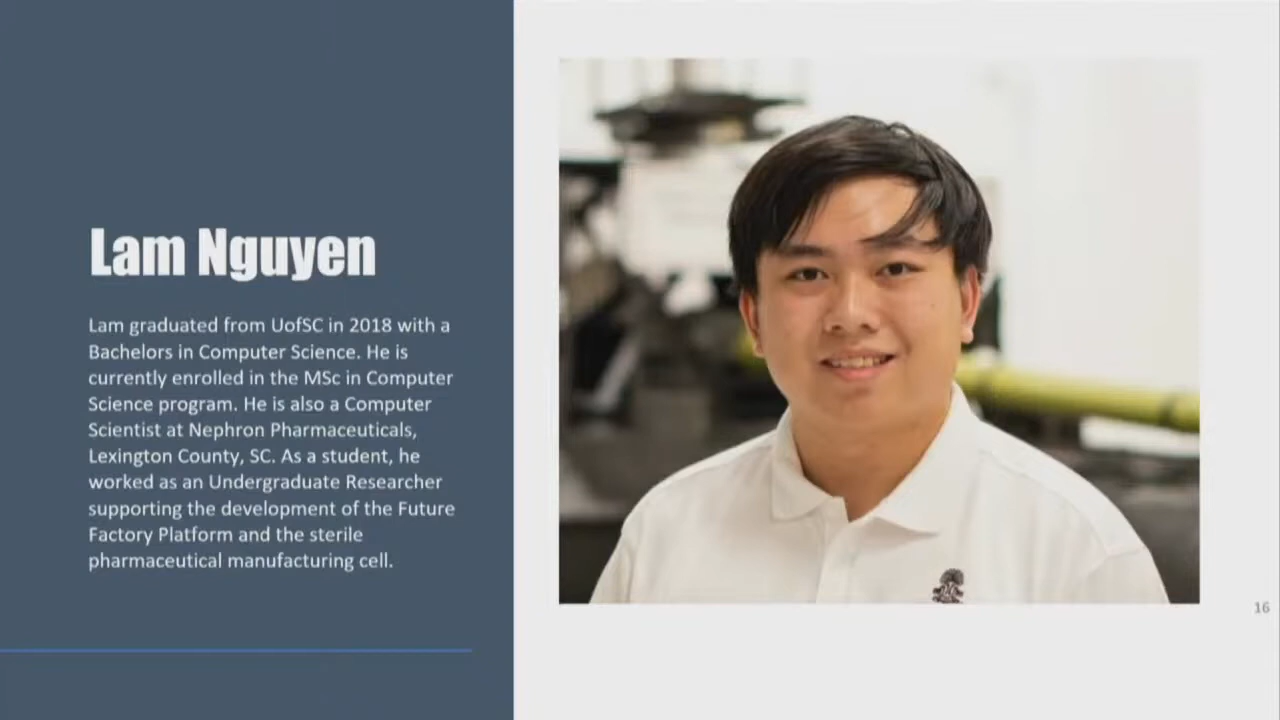 Lam Nguyen
Lam graduated from UofSC in 2018 with a
Bachelors in Computer Science. He is
currently enrolled in the MSc in Computer
Science program. He is also a Computer
Scientist at Nephron Pharmaceuticals,
Lexington County, SC. As a student, he
worked as an Undergraduate Researcher
supporting the development of the Future
Factory Platform and the sterile
pharmaceutical manufacturing cell.
16